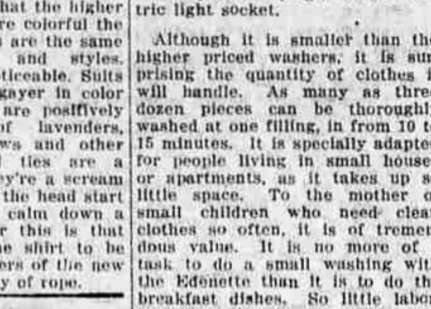 hat the higher
re colorful the
s are the same
and styles.
ticeable. Suits
gayer in color
are positively
of lavenders,
ws and other
ties are a
ey're a scream
the head start
calm down a
r this is that
e shirt to be
ers of the new
y of rope.
tric light socket.
Although it is smaller than the
higher priced washers, it is sur
prising the quantity of clothes i
will handle. As many as three
dozen pieces can be thoroughl
washed at one filling, in from 10 t
15 minutes. It is specially adapte
for people living in small house
or apartments, as it takes up s
little space. To the mother o
small children who need clean
clothes so often, it is of tremen
dous value. It is no more of
task to do a small washing wit
the Edenette than it is to do th
breakfast dishes. So little labo